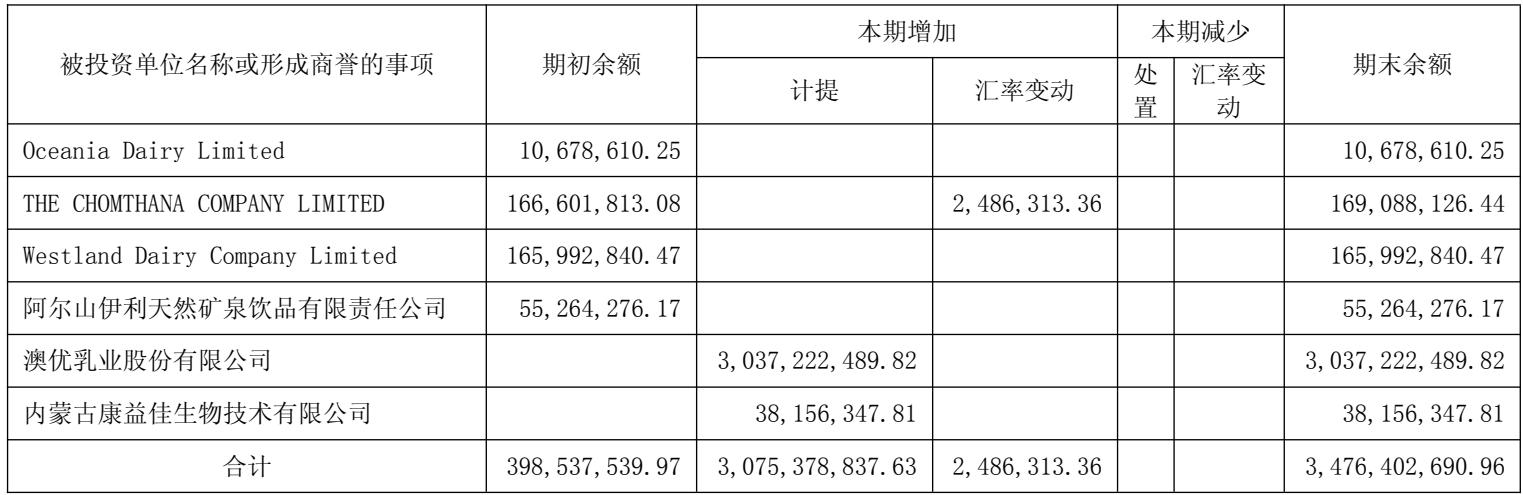 被投资单位名称或形成商誉的事项 期初余额 本期增加 本期减少 期末余额
计提 汇率变动 处置 汇率变动
Oceania Dairy Limited 10,678,610.25 10,678,610.25
THE CHOMTHANA COMPANY LIMITED 166,601,813.08 2,486,313.36 169,088,126.44
Westland Dairy Company Limited 165,992,840.47 165,992,840.47
阿尔山伊利天然矿泉饮品有限责任公司 55,264,276.17 55,264,276.17
澳优乳业股份有限公司 3,037,222,489.82 3,037,222,489.82
内蒙古康益佳生物技术有限公司 38,156,347.81 38,156,347.81
合计 398,537,539.97 3,075,378,837.63 2,486,313.36 3,476,402,690.96